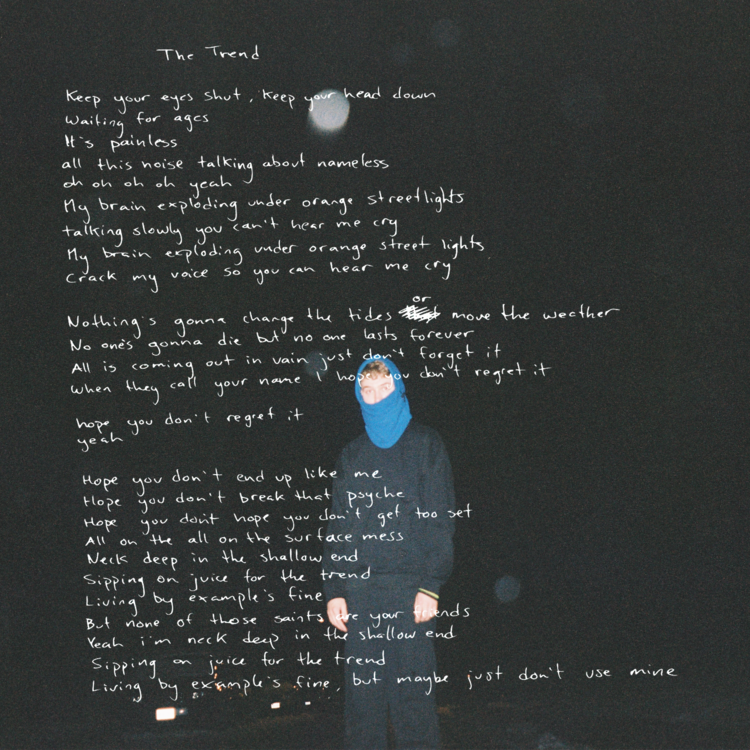 The Trend
Keep your eyes shut, keep your head down
Waiting for ages
It's painless
all this noise talking about nameless
oh oh oh oh yeah
My brain exploding under orange streetlights
talking slowly you can't hear me cry
My brain exploding under orange street lights
Crack my voice so you can hear me cry
Nothing's gonna change the tides or move the weather
No one's gonna die but no one lasts forever
All is coming out in vain just don't forget it
When they call your name I hope you don't regret it
hope you don't regret it
yeah
Hope you don't end up like me
Hope you don't break that psyche
Hope you don't hope you don't get too set
All on the all on the surface mess
Neck deep in the shallow end
Sipping on juice for the trend
Living by example's fine
But none of those saints are your friends
Yeah i'm neck deep in the shallow end
Sipping on juice for the trend
Living by example's fine, but maybe just don't use mine